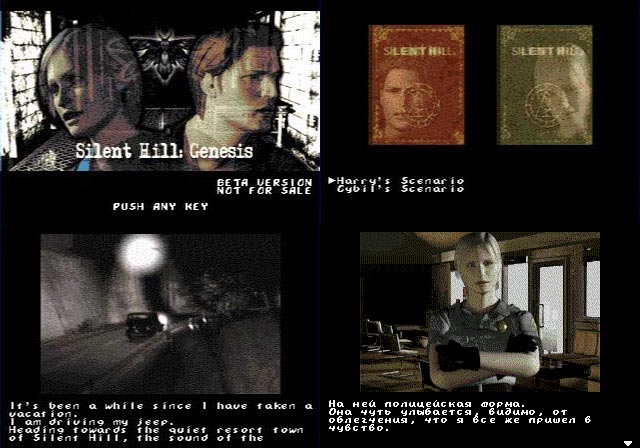 Silent Hill: Genesis
BETA VERSION
NOT FOR SALE
PUSH ANY KEY
SILENT HILL
SILENT HILL
Harry's Scenario
Cybil's Scenario
It's been a while since I have taken a
vacation.
I am driving my jeep.
Heading towards the quiet resort town
of Silent Hill, the sound of the
На ней полицейская форма.
Она чуть улыбается, видимо, от
облегчения, что я все же пришел в
чувство.